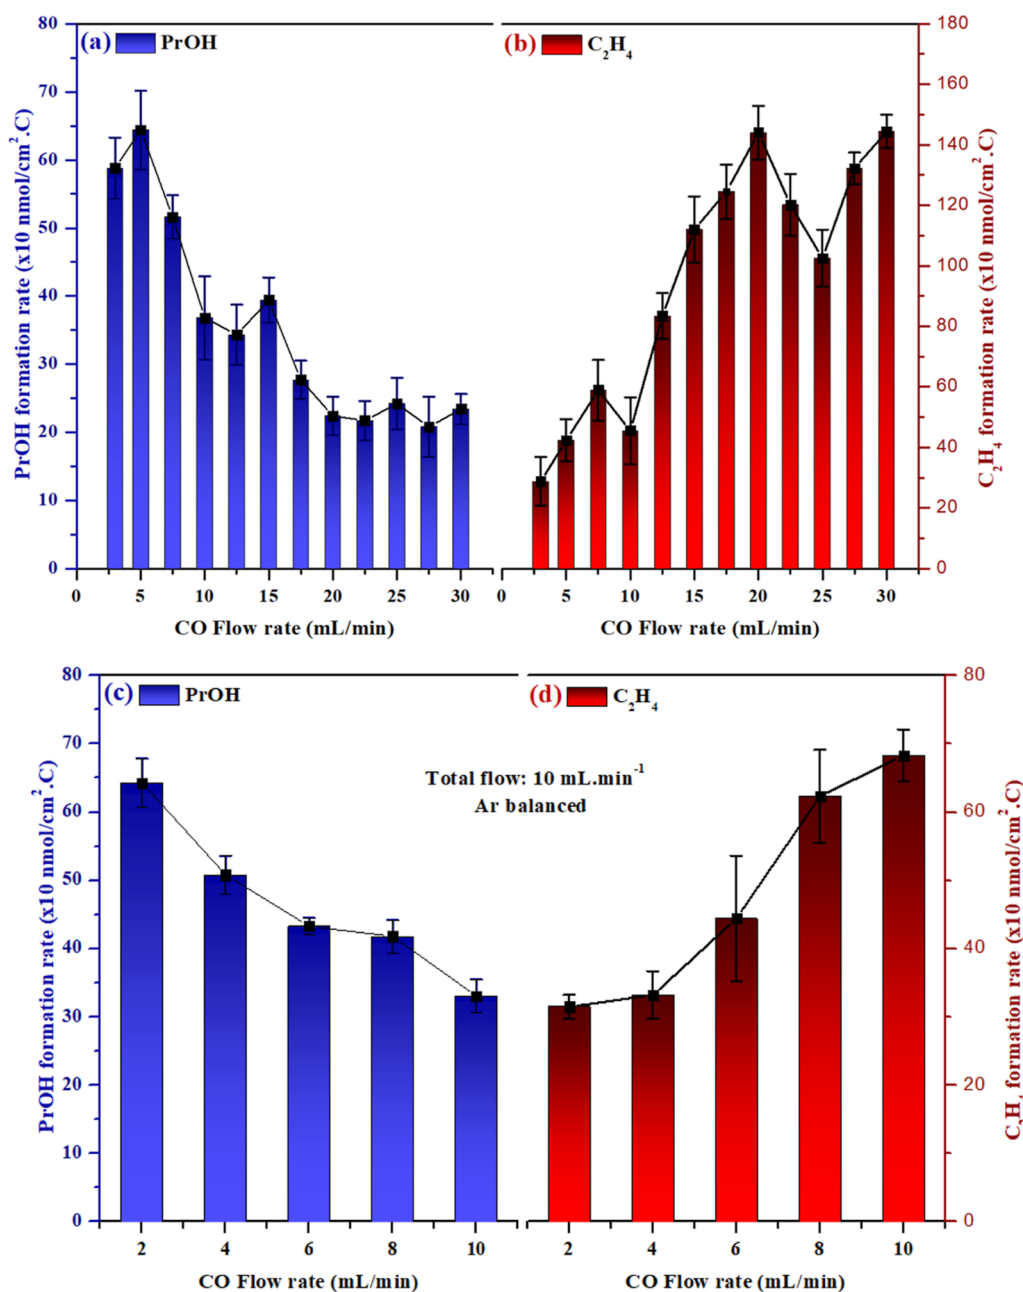 (a) PrOH
(b) C₂H₄
80
70
60
50
40
30
20
10
0
PrOH formation rate (x10 nmol/cm².C)
180
160
140
120
100
80
60
40
20
0
C₂H₄ formation rate (x10 nmol/cm².C)
0 5 10 15 20 25 30
0 5 10 15 20 25 30
CO Flow rate (mL/min)
CO Flow rate (mL/min)
(c) PrOH
(d) C₂H₄
Total flow: 10 mL.min⁻¹
Ar balanced
80
70
60
50
40
30
20
10
0
PrOH formation rate (x10 nmol/cm².C)
80
60
40
20
0
C₂H₄ formation rate (x10 nmol/cm².C)
2 4 6 8 10
2 4 6 8 10
CO Flow rate (mL/min)
CO Flow rate (mL/min)